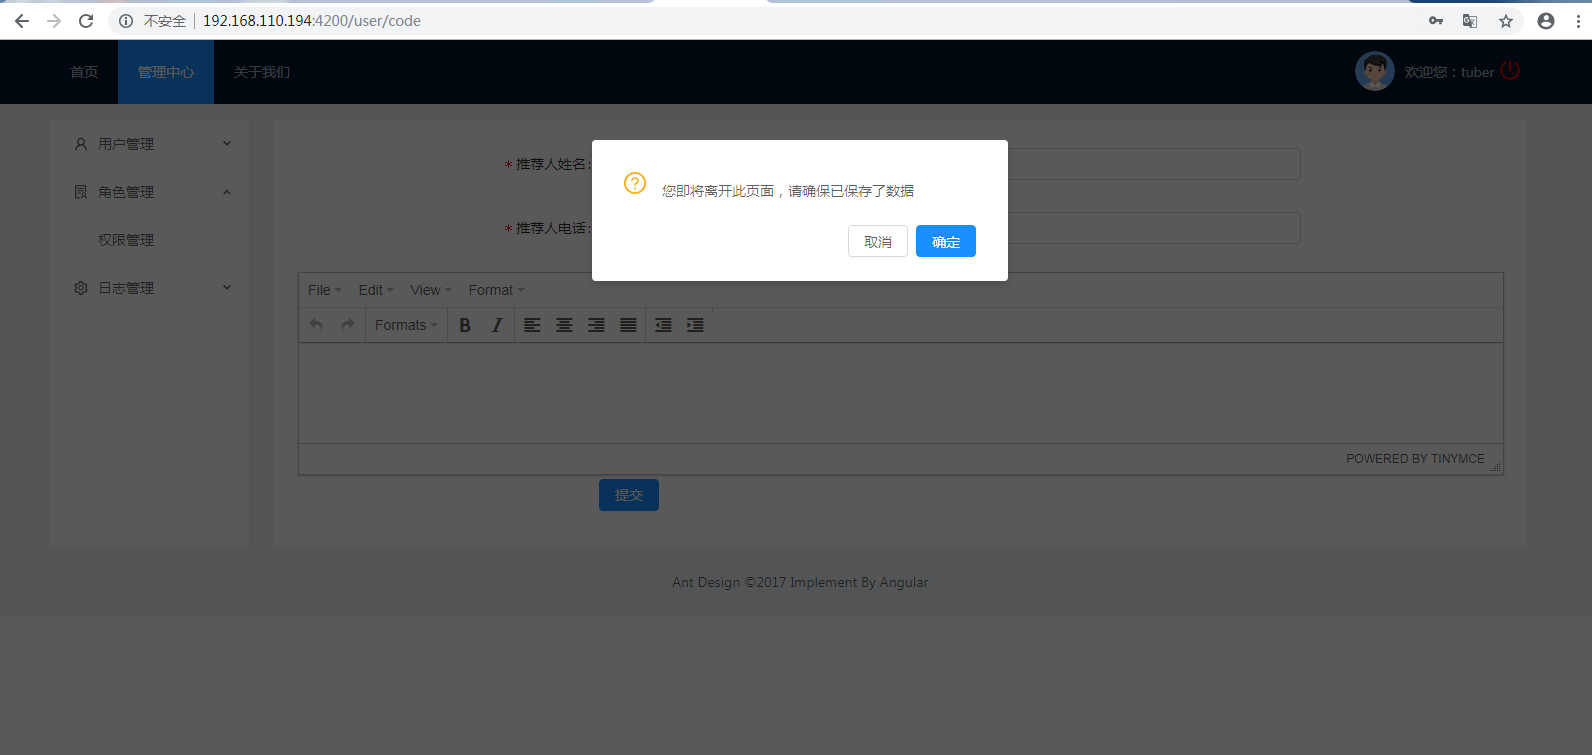 不安全 192.168.110.194:4200/user/code
首页 管理中心 关于我们 欢迎您：tuber
用户管理
角色管理
权限管理
日志管理
* 推荐人姓名:
* 推荐人电话:
您即将离开此页面，请确保已保存了数据
取消 确定
File Edit View Format
Formats B I
POWERED BY TINYMCE
提交
Ant Design ©2017 Implement By Angular